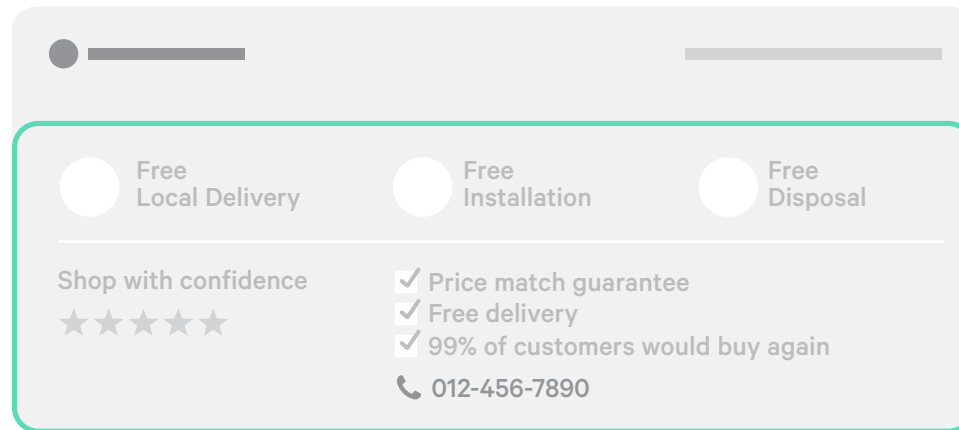 Free
Local Delivery
Free
Installation
Free
Disposal
Shop with confidence
Price match guarantee
Free delivery
99% of customers would buy again
012-456-7890